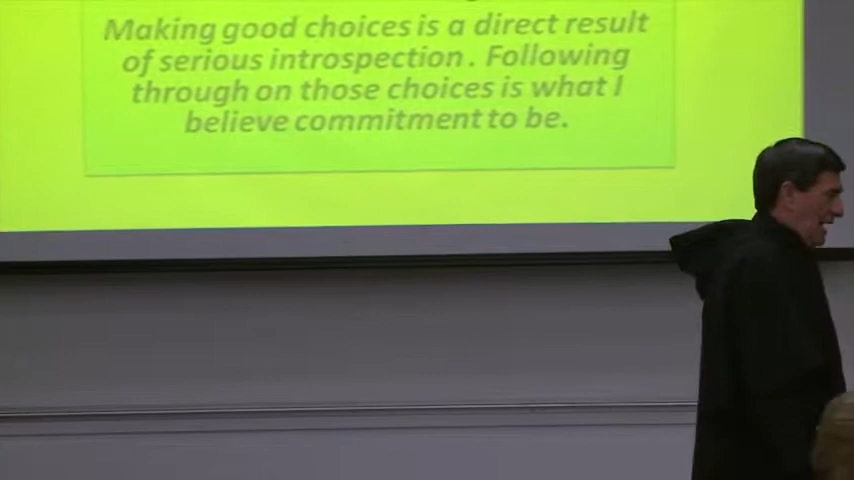 Making good choices is a direct result
of serious introspection . Following
through on those choices is what I
believe commitment to be.